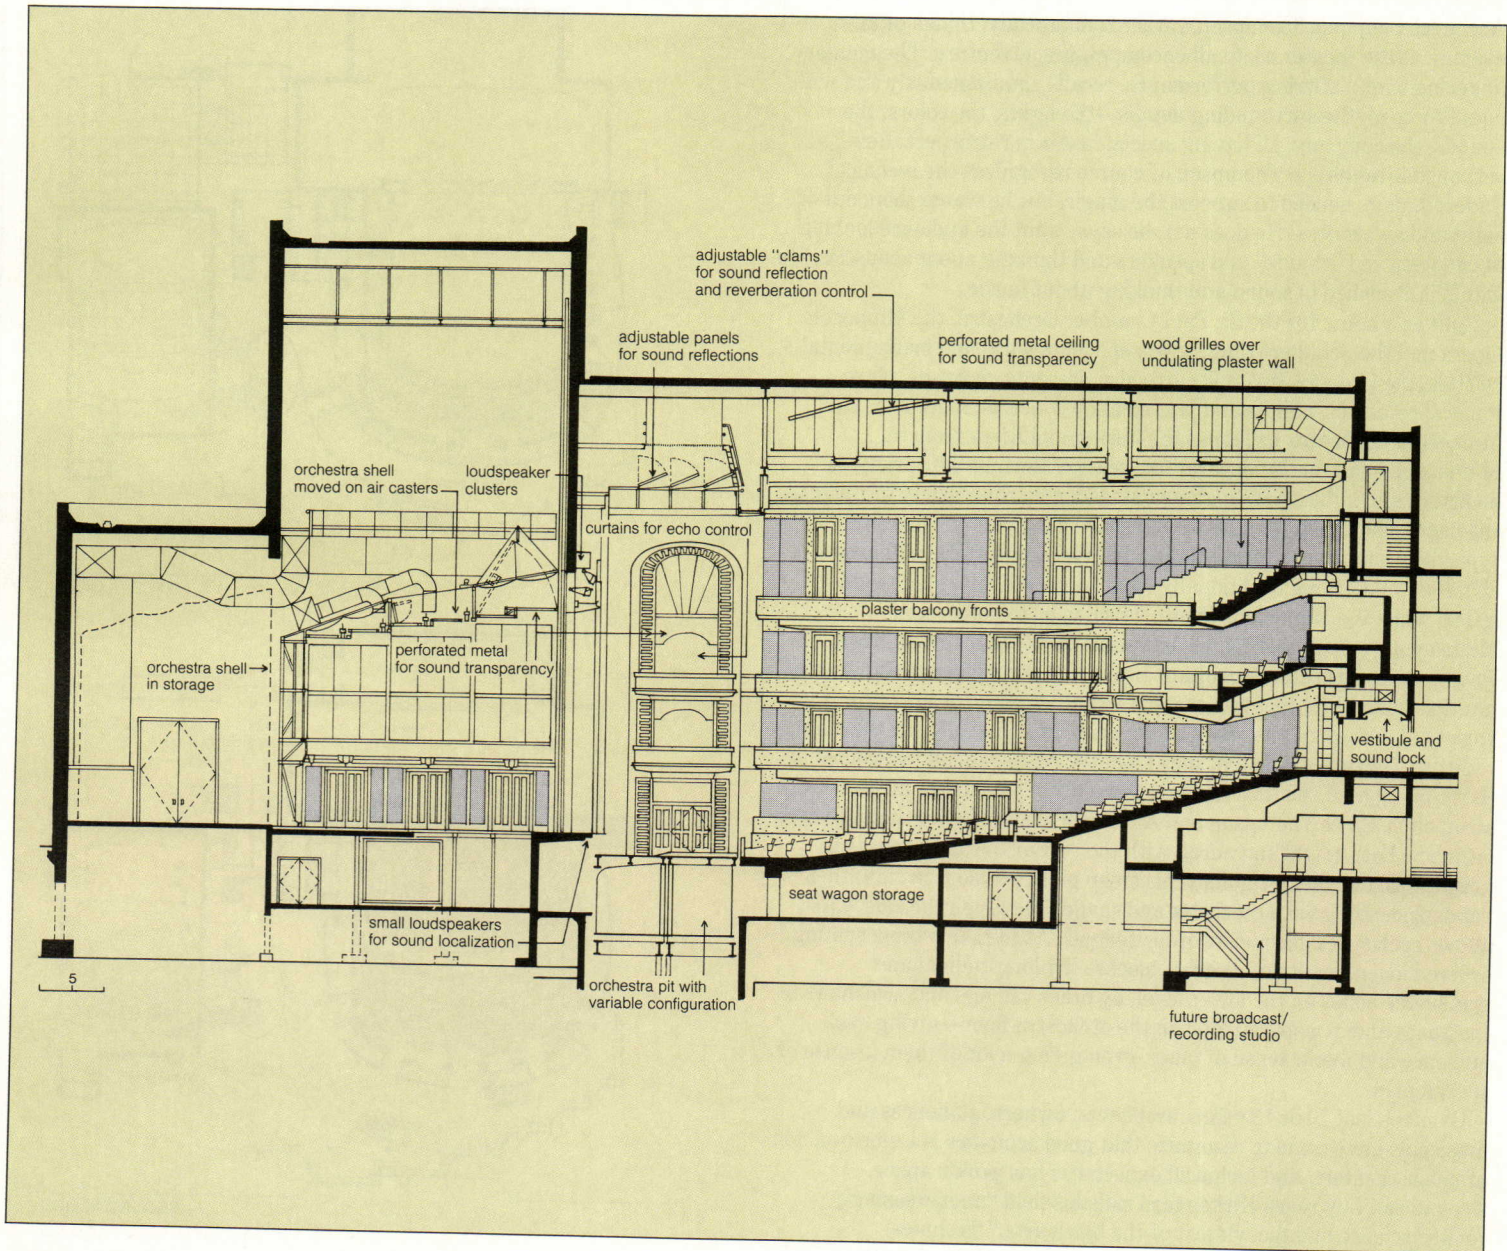 adjustable "clams"
for sound reflection
and reverberation control
adjustable panels
for sound reflections
perforated metal ceiling
for sound transparency
wood grilles over
undulating plaster wall
orchestra shell
moved on air casters
loudspeaker
clusters
curtains for echo control
plaster balcony fronts
perforated metal
for sound transparency
orchestra shell
in storage
vestibule and
sound lock
seat wagon storage
small loudspeakers
for sound localization
5
orchestra pit with
variable configuration
future broadcast/
recording studio